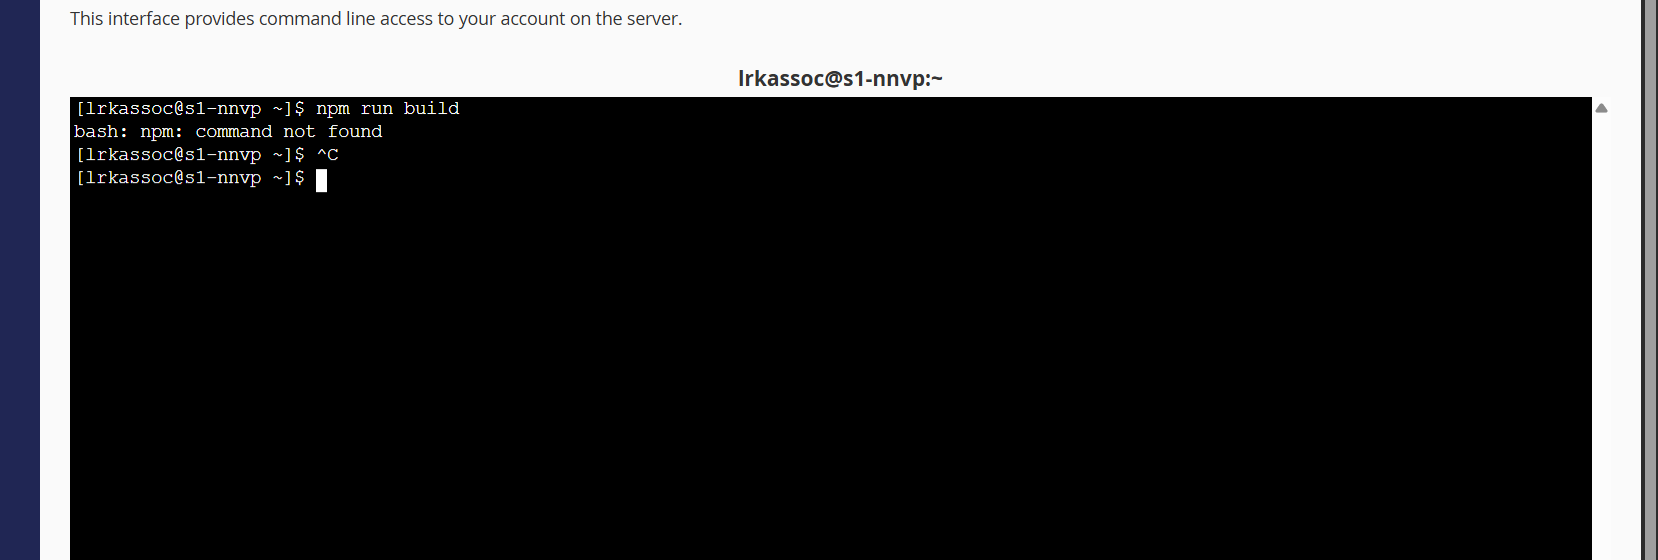 This interface provides command line access to your account on the server.
lrkassoc@s1-nnvp:~
[lrkassoc@s1-nnvp ~]$ npm run build
bash: npm: command not found
[lrkassoc@s1-nnvp ~]$ ^C
[lrkassoc@s1-nnvp ~]$